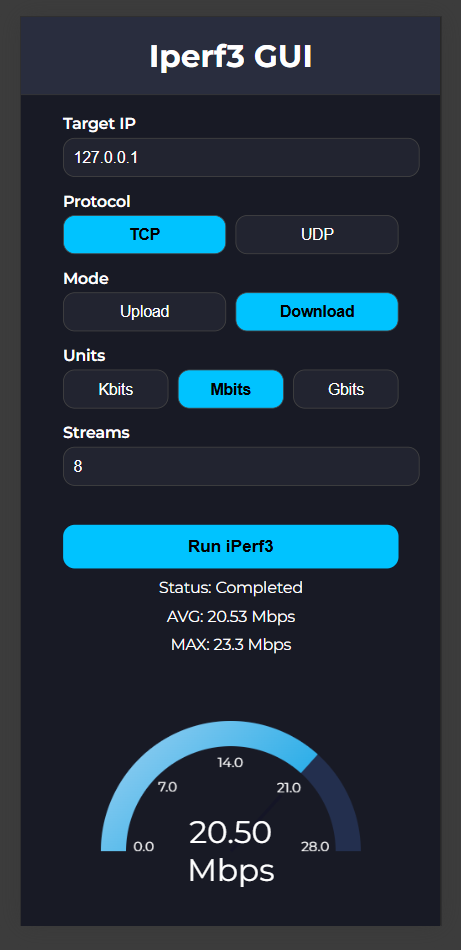 Iperf3 GUI
Target IP
127.0.0.1
Protocol
TCP UDP
Mode
Upload Download
Units
Kbits Mbits Gbits
Streams
8
Run iPerf3
Status: Completed
AVG: 20.53 Mbps
MAX: 23.3 Mbps
14.0
7.0 21.0
0.0 28.0
20.50
Mbps